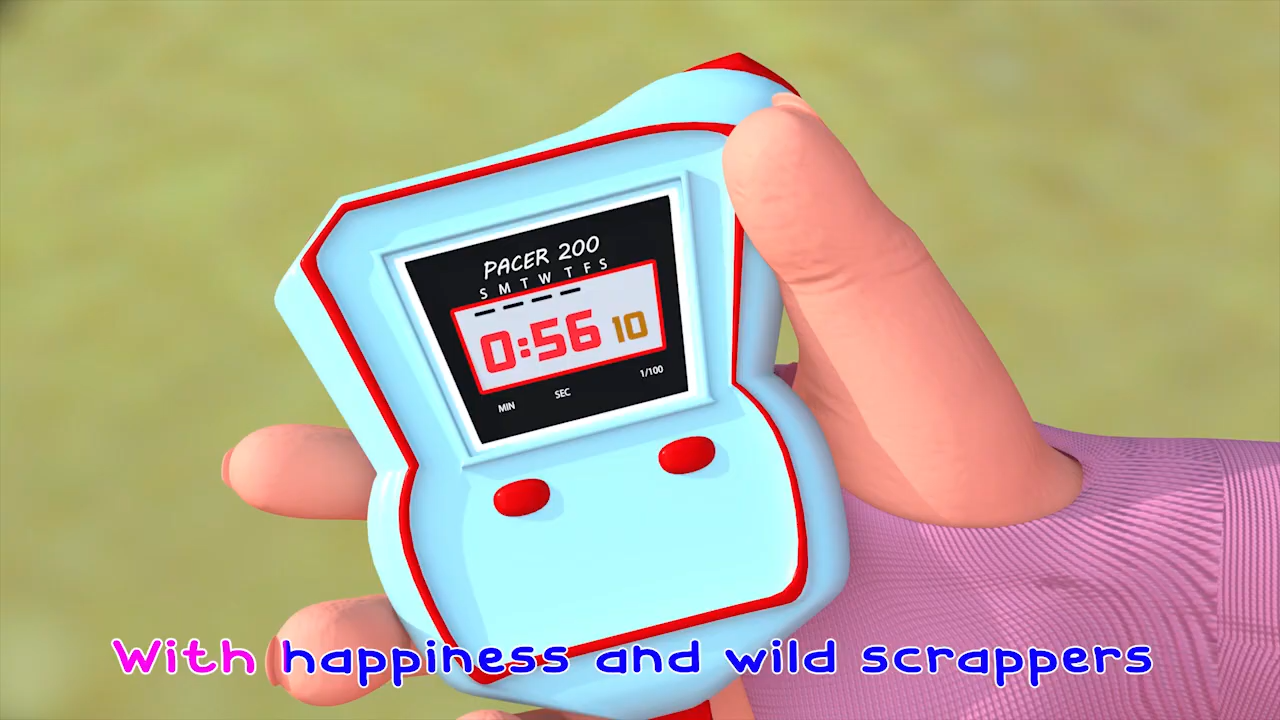 PACER 200
S M T W T F S
0:56 10
MIN SEC 1/100
With happiness and wild scrappers